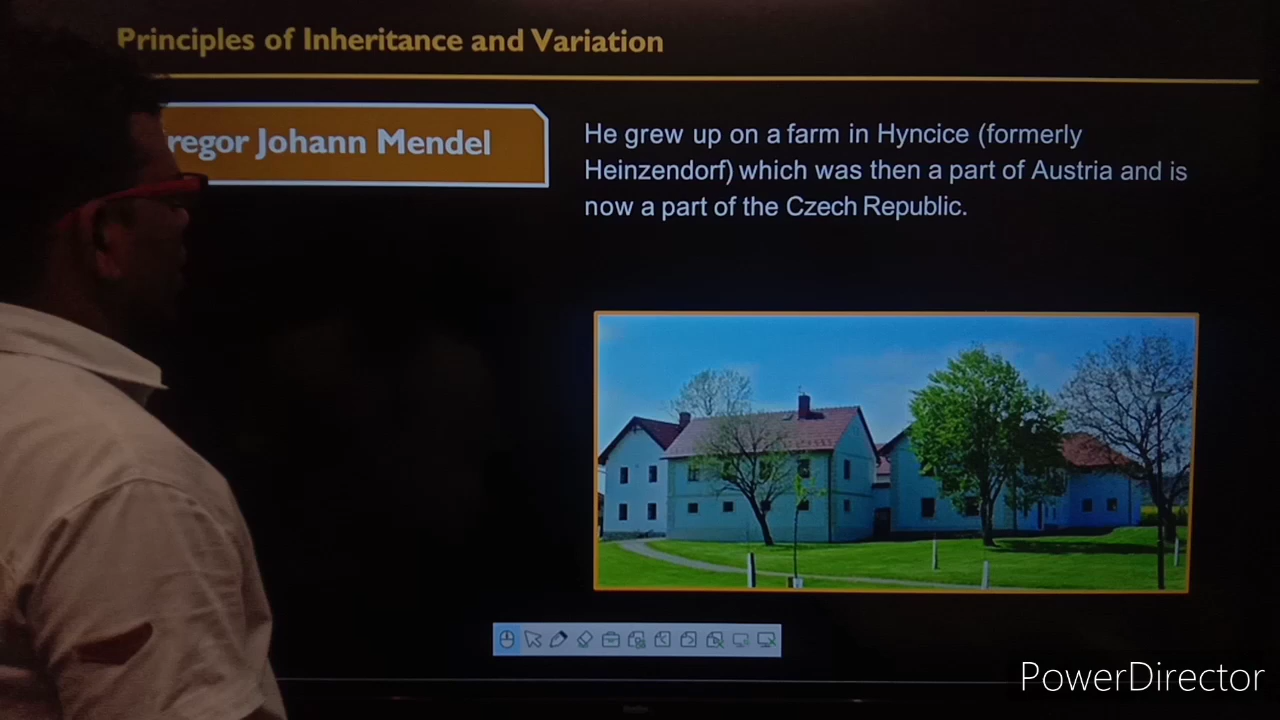 Principles of Inheritance and Variation
regor Johann Mendel
He grew up on a farm in Hyncice (formerly
Heinzendorf) which was then a part of Austria and is
now a part of the Czech Republic.
PowerDirector